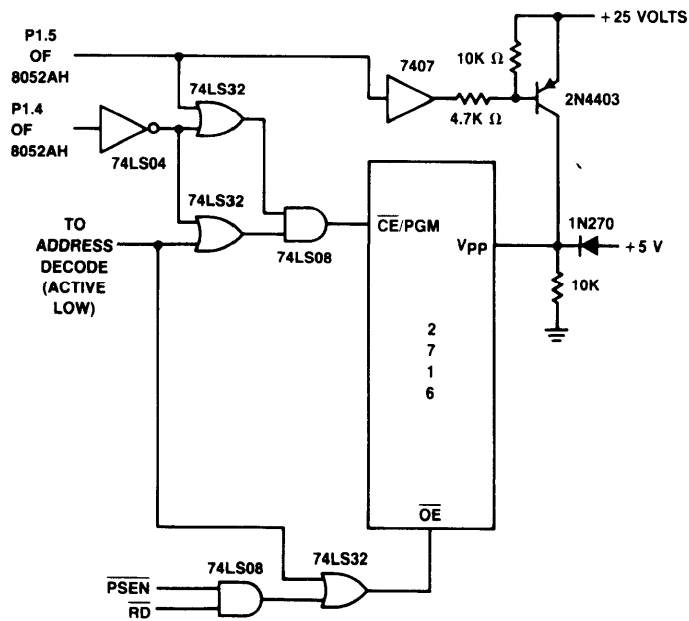 P1.5
OF
8052AH
P1.4
OF
8052AH
74LS04
74LS32
74LS32
74LS08
TO
ADDRESS
DECODE
(ACTIVE
LOW)
7407
4.7K Ω
10K Ω
+25 VOLTS
2N4403
1N270
+5 V
10K
CE/PGM
VPP
2
7
1
6
OE
74LS08
74LS32
PSEN
RD